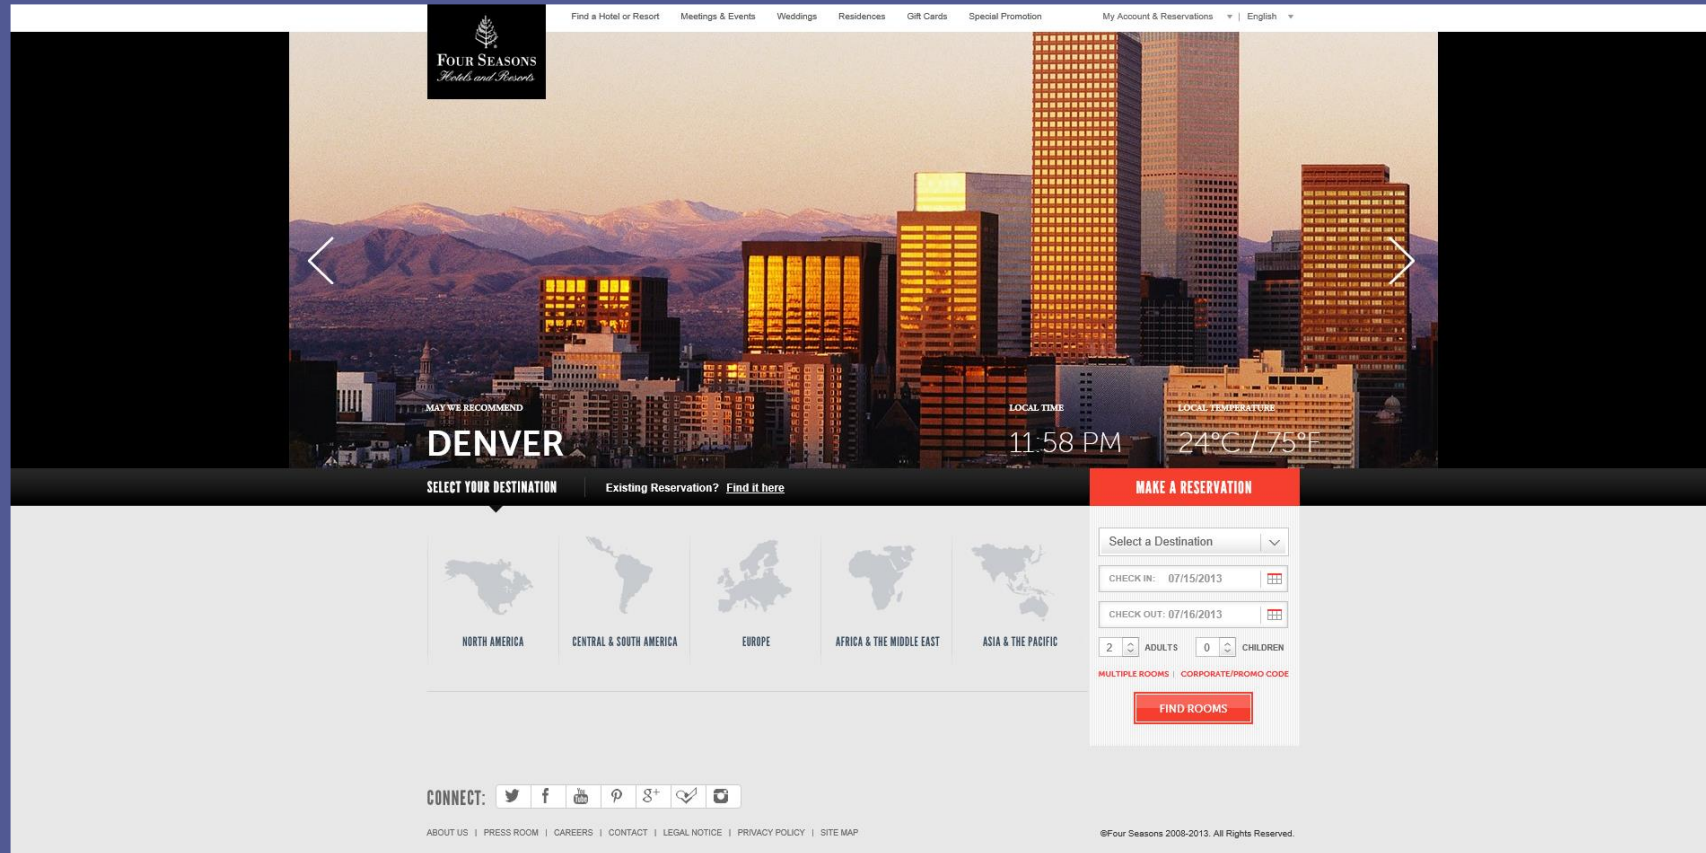 Find a Hotel or Resort Meetings & Events Weddings Residences Gift Cards Special Promotion My Account & Reservations | English
FOUR SEASONS
Hotels and Resorts
MAY WE RECOMMEND
DENVER
LOCAL TIME
11:58 PM
LOCAL TEMPERATURE
24°C / 75°F
SELECT YOUR DESTINATION
Existing Reservation? Find it here
MAKE A RESERVATION
NORTH AMERICA
CENTRAL & SOUTH AMERICA
EUROPE
AFRICA & THE MIDDLE EAST
ASIA & THE PACIFIC
Select a Destination
CHECK IN: 07/15/2013
CHECK OUT: 07/16/2013
2 ADULTS 0 CHILDREN
MULTIPLE ROOMS | CORPORATE/PROMO CODE
FIND ROOMS
CONNECT:
You Tube
g+
ABOUT US | PRESS ROOM | CAREERS | CONTACT | LEGAL NOTICE | PRIVACY POLICY | SITE MAP
©Four Seasons 2008-2013. All Rights Reserved.